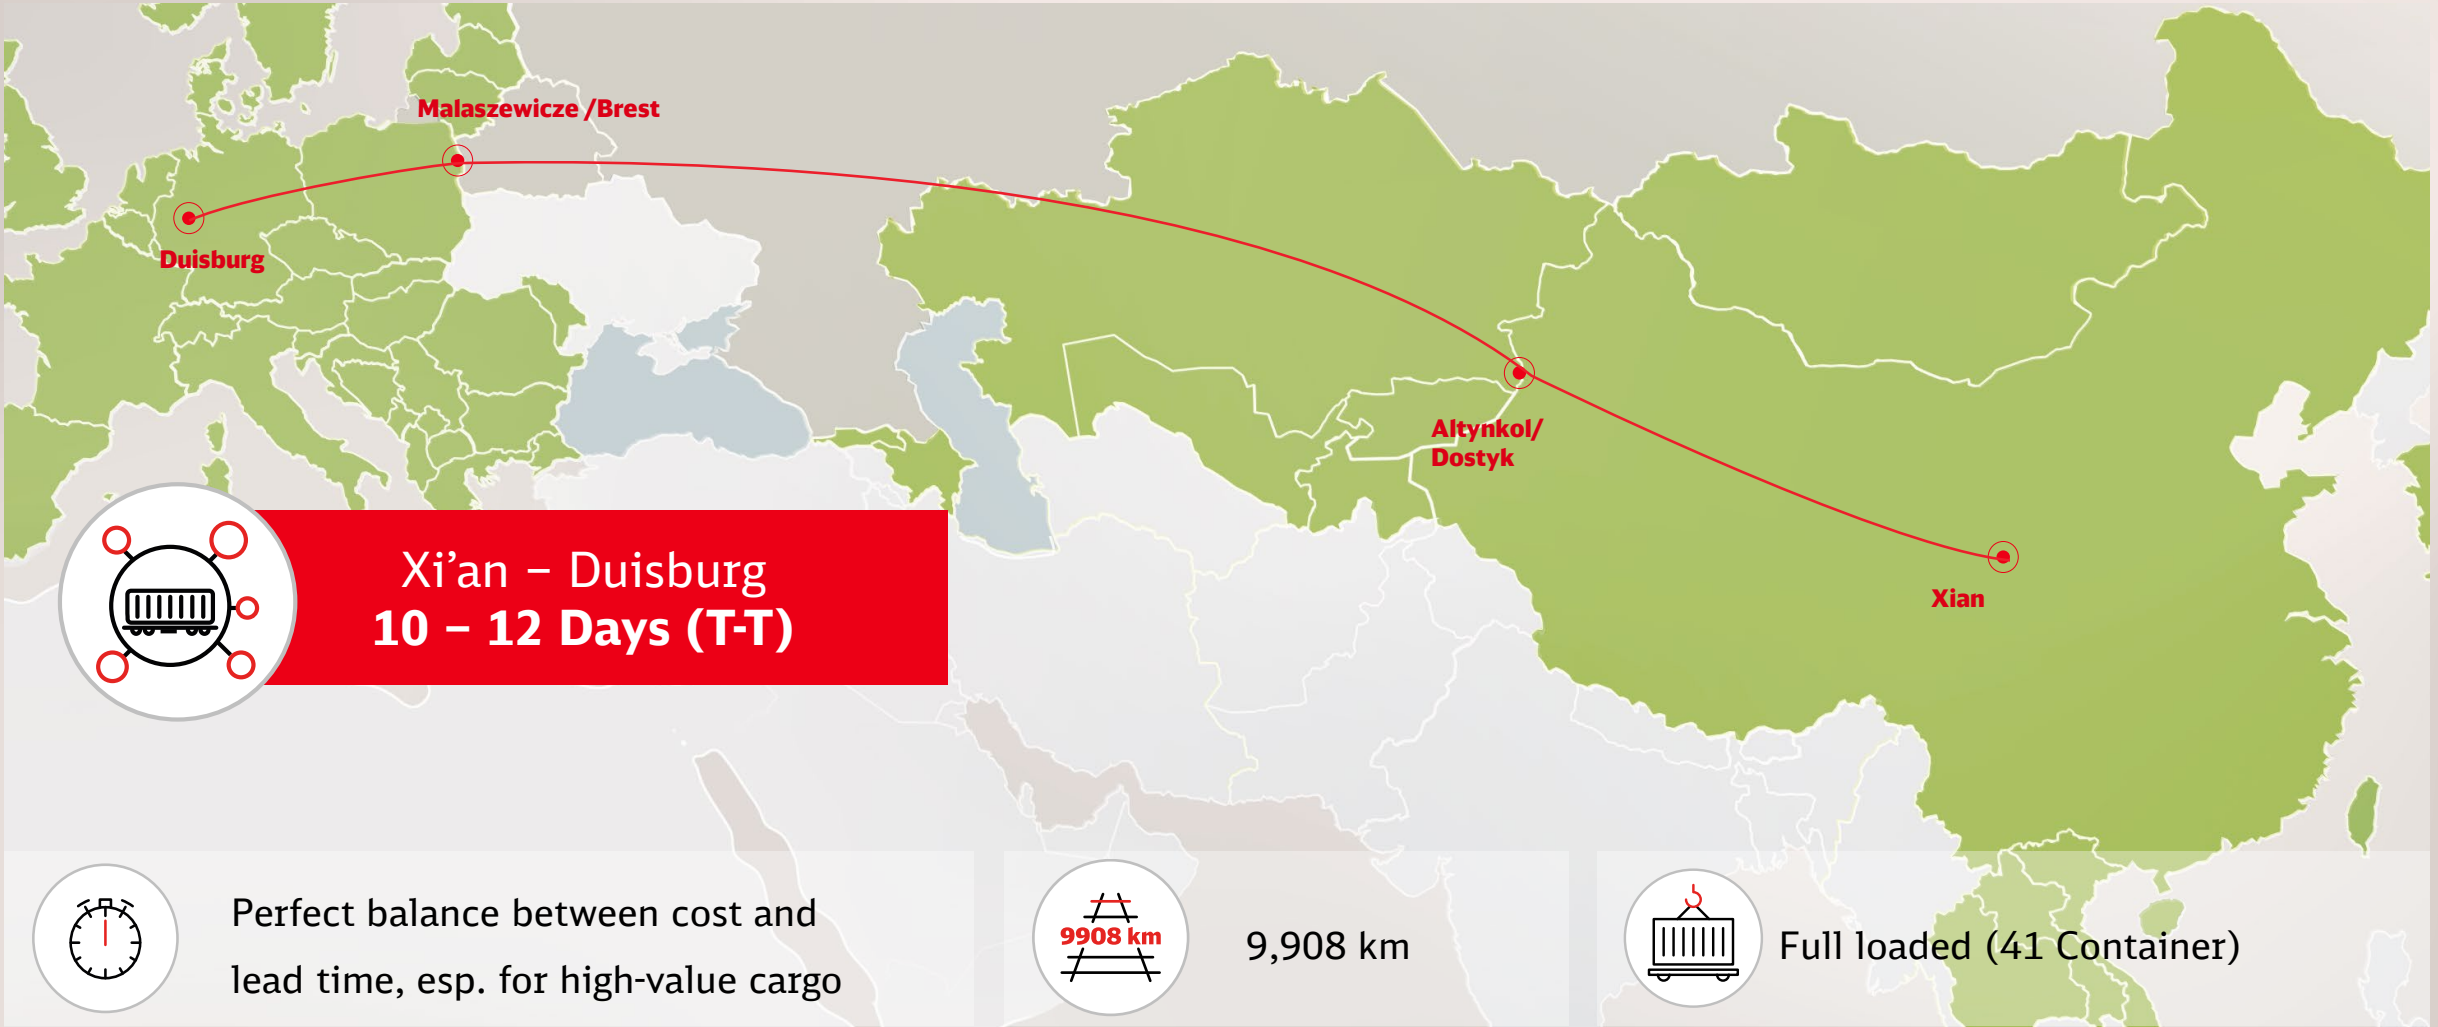 Malaszewicze /Brest
Duisburg
Altynkol/
Dostyk
Xian
Xi’an – Duisburg
10 – 12 Days (T-T)
Perfect balance between cost and
lead time, esp. for high-value cargo
9908 km
9,908 km
Full loaded (41 Container)